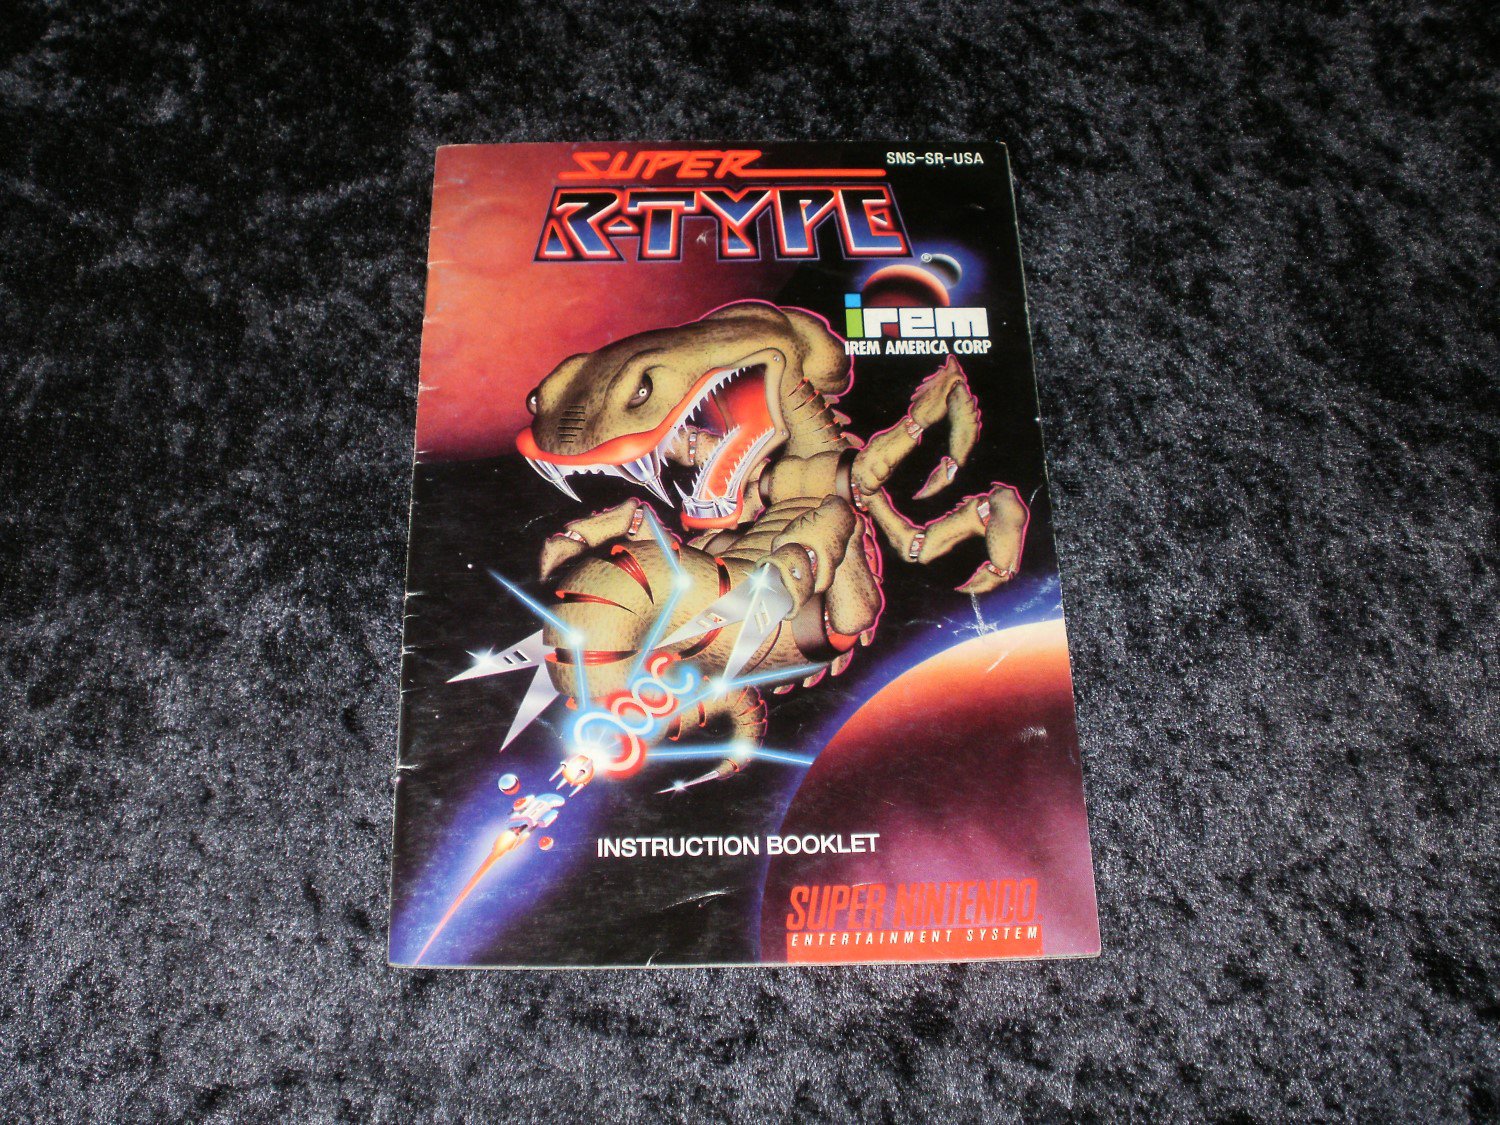 SUPER
SNS-SR-USA
R-TYPE
®
irem
IREM AMERICA CORP
INSTRUCTION BOOKLET
SUPER NINTENDO
ENTERTAINMENT SYSTEM